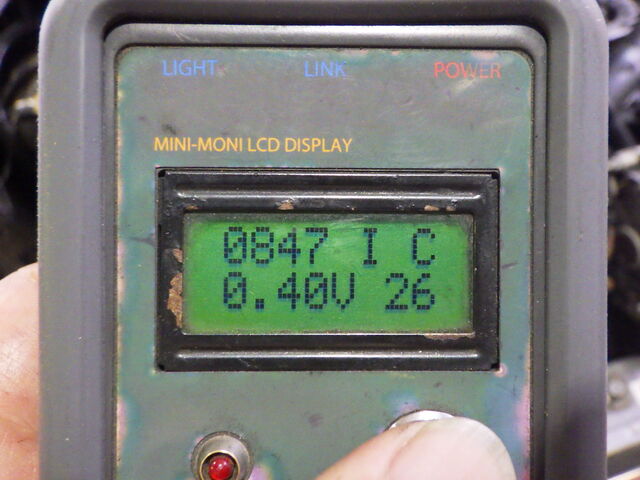 LIGHT LINK POWER
MINI-MONI LCD DISPLAY
0847 I C
0.40V 26